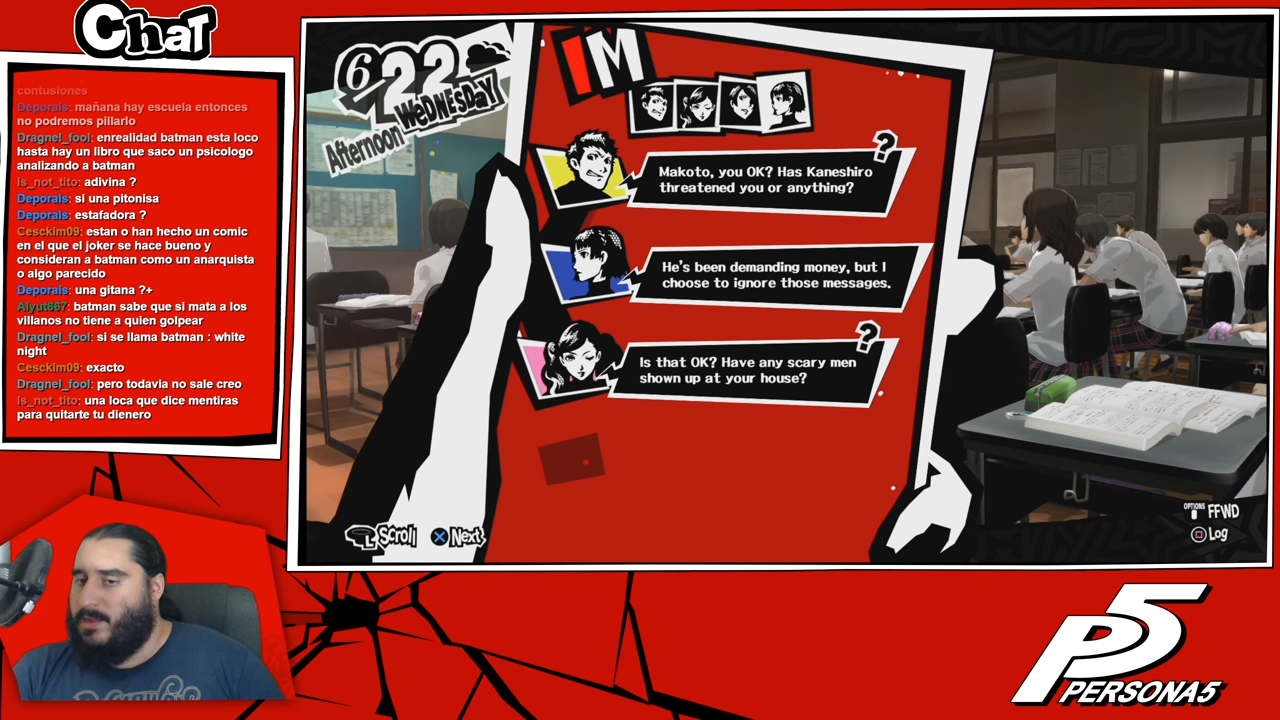 Chat
contusiones
Deporais: mañana hay escuela entonces
no podremos pillarlo
Dragnel_fool: enrealidad batman esta loco
hasta hay un libro que saco un psicologo
analizando a batman
Is_not_tito: adivina ?
Deporais: si una pitonisa
Deporais: estafadora ?
Cesckim09: estan o han hecho un comic
en el que el joker se hace bueno y
consideran a batman como un anarquista
o algo parecido
Deporais: una gitana ?+
Alyut667: batman sabe que si mata a los
villanos no tiene a quien golpear
Dragnel_fool: si se llama batman : white
night
Cesckim09: exacto
Dragnel_fool: pero todavia no sale creo
Is_not_tito: una loca que dice mentiras
para quitarte tu dienero
6/22
WeDNESDaY
Afternoon
IM
Makoto, you OK? Has Kaneshiro
threatened you or anything?
?
He's been demanding money, but I
choose to ignore those messages.
Is that OK? Have any scary men
shown up at your house?
?
L Scroll
Next
OPTIONS FFWD
Log
P5
PERSONA5